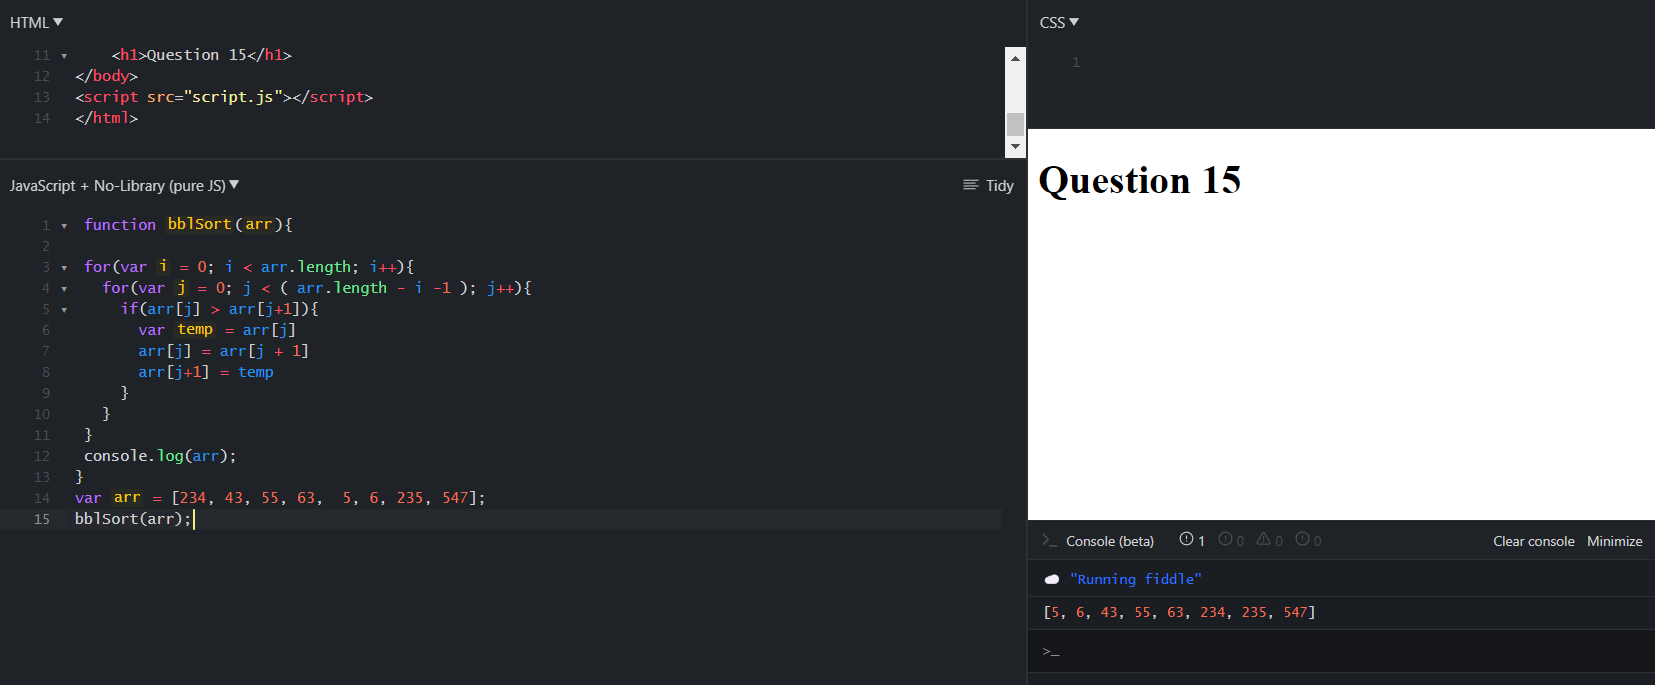 HTML ▼
11 ▾ <h1>Question 15</h1>
12 </body>
13 <script src="script.js"></script>
14 </html>
JavaScript + No-Library (pure JS) ▼ Tidy
1 ▾ function bblSort(arr){
2
3 ▾ for(var i = 0; i < arr.length; i++){
4 ▾ for(var j = 0; j < ( arr.length - i -1 ); j++){
5 ▾ if(arr[j] > arr[j+1]){
6 var temp = arr[j]
7 arr[j] = arr[j + 1]
8 arr[j+1] = temp
9 }
10 }
11 }
12 console.log(arr);
13 }
14 var arr = [234, 43, 55, 63,  5, 6, 235, 547];
15 bblSort(arr);
CSS ▼
1
Question 15
>_ Console (beta) 1 0 0 0 Clear console Minimize
"Running fiddle"
[5, 6, 43, 55, 63, 234, 235, 547]
>_